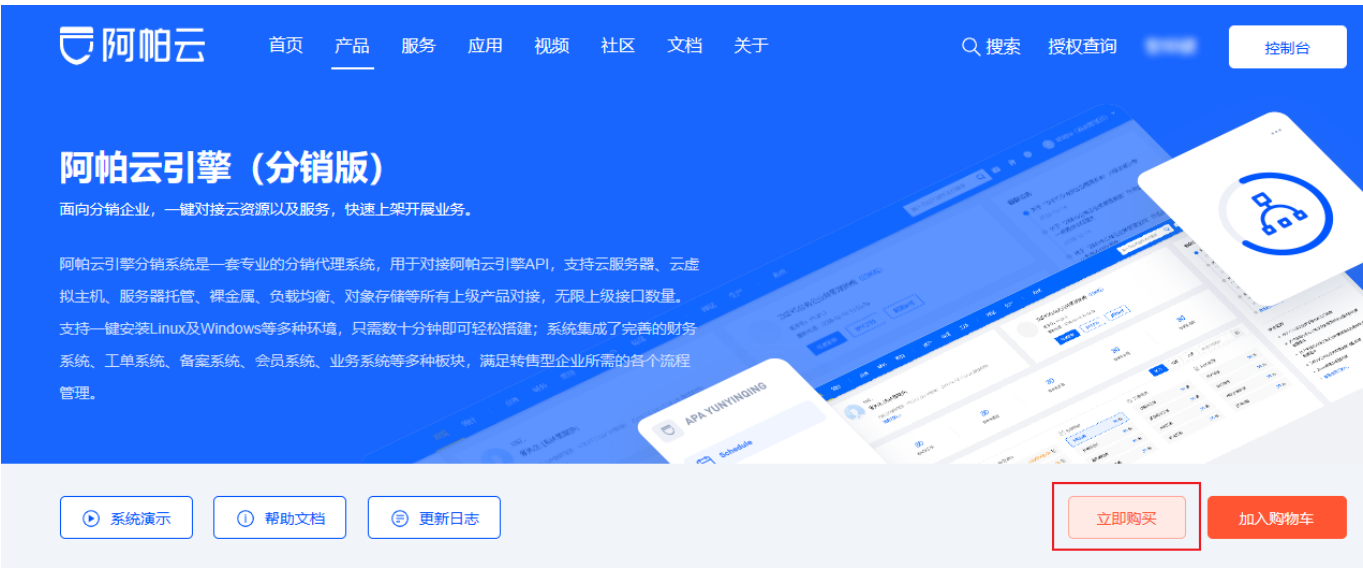 阿帕云
首页 产品 服务 应用 视频 社区 文档 关于 搜索 授权查询 控制台
阿帕云引擎（分销版）
面向分销企业，一键对接云资源以及服务，快速上架开展业务。
阿帕云引擎分销系统是一套专业的分销代理系统，用于对接阿帕云引擎API，支持云服务器、云虚
拟主机、服务器托管、裸金属、负载均衡、对象存储等所有上级产品对接，无限上级接口数量。
支持一键安装Linux及Windows等多种环境，只需数十分钟即可轻松搭建；系统集成了完善的财务
系统、工单系统、备案系统、会员系统、业务系统等多种板块，满足转售型企业所需的各个流程
管理。
APA YUNYINQING
Schedule
系统演示 帮助文档 更新日志 立即购买 加入购物车